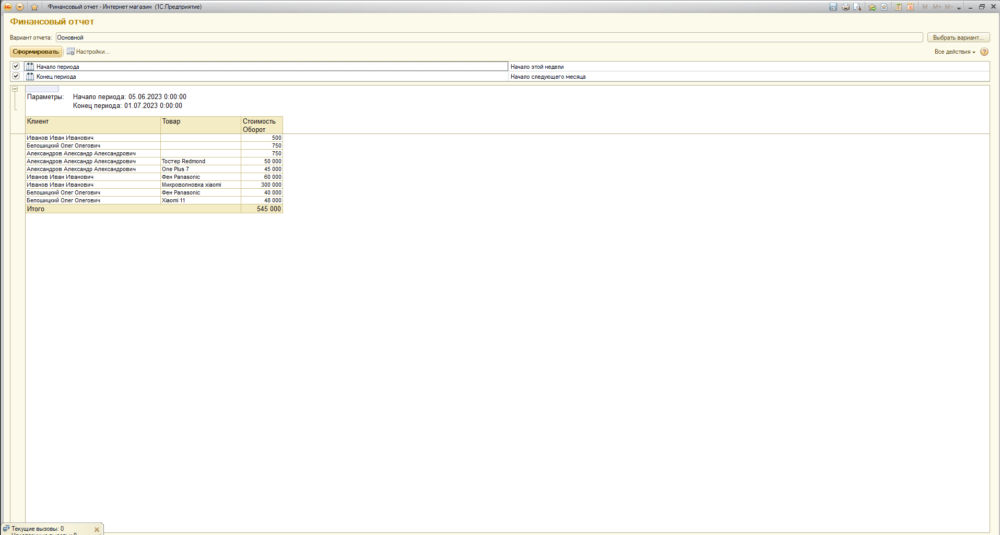 Финансовый отчет - Интернет магазин (1С:Предприятие)
M M+ M-
Финансовый отчет
Вариант отчета: Основной Выбрать вариант...
Сформировать Настройки... Все действия ?
Начало периода Начало этой недели
Конец периода Начало следующего месяца
Параметры: Начало периода: 05.06.2023 0:00:00
Конец периода: 01.07.2023 0:00:00
Клиент Товар Стоимость
Оборот
Иванов Иван Иванович 500
Белошицкий Олег Олегович 750
Александров Александр Александрович 750
Александров Александр Александрович Тостер Redmond 50 000
Александров Александр Александрович One Plus 7 45 000
Иванов Иван Иванович Фен Panasonic 60 000
Иванов Иван Иванович Микроволновка xiaomi 300 000
Белошицкий Олег Олегович Фен Panasonic 40 000
Белошицкий Олег Олегович Xiaomi 11 48 000
Итого 545 000
Текущие вызовы: 0